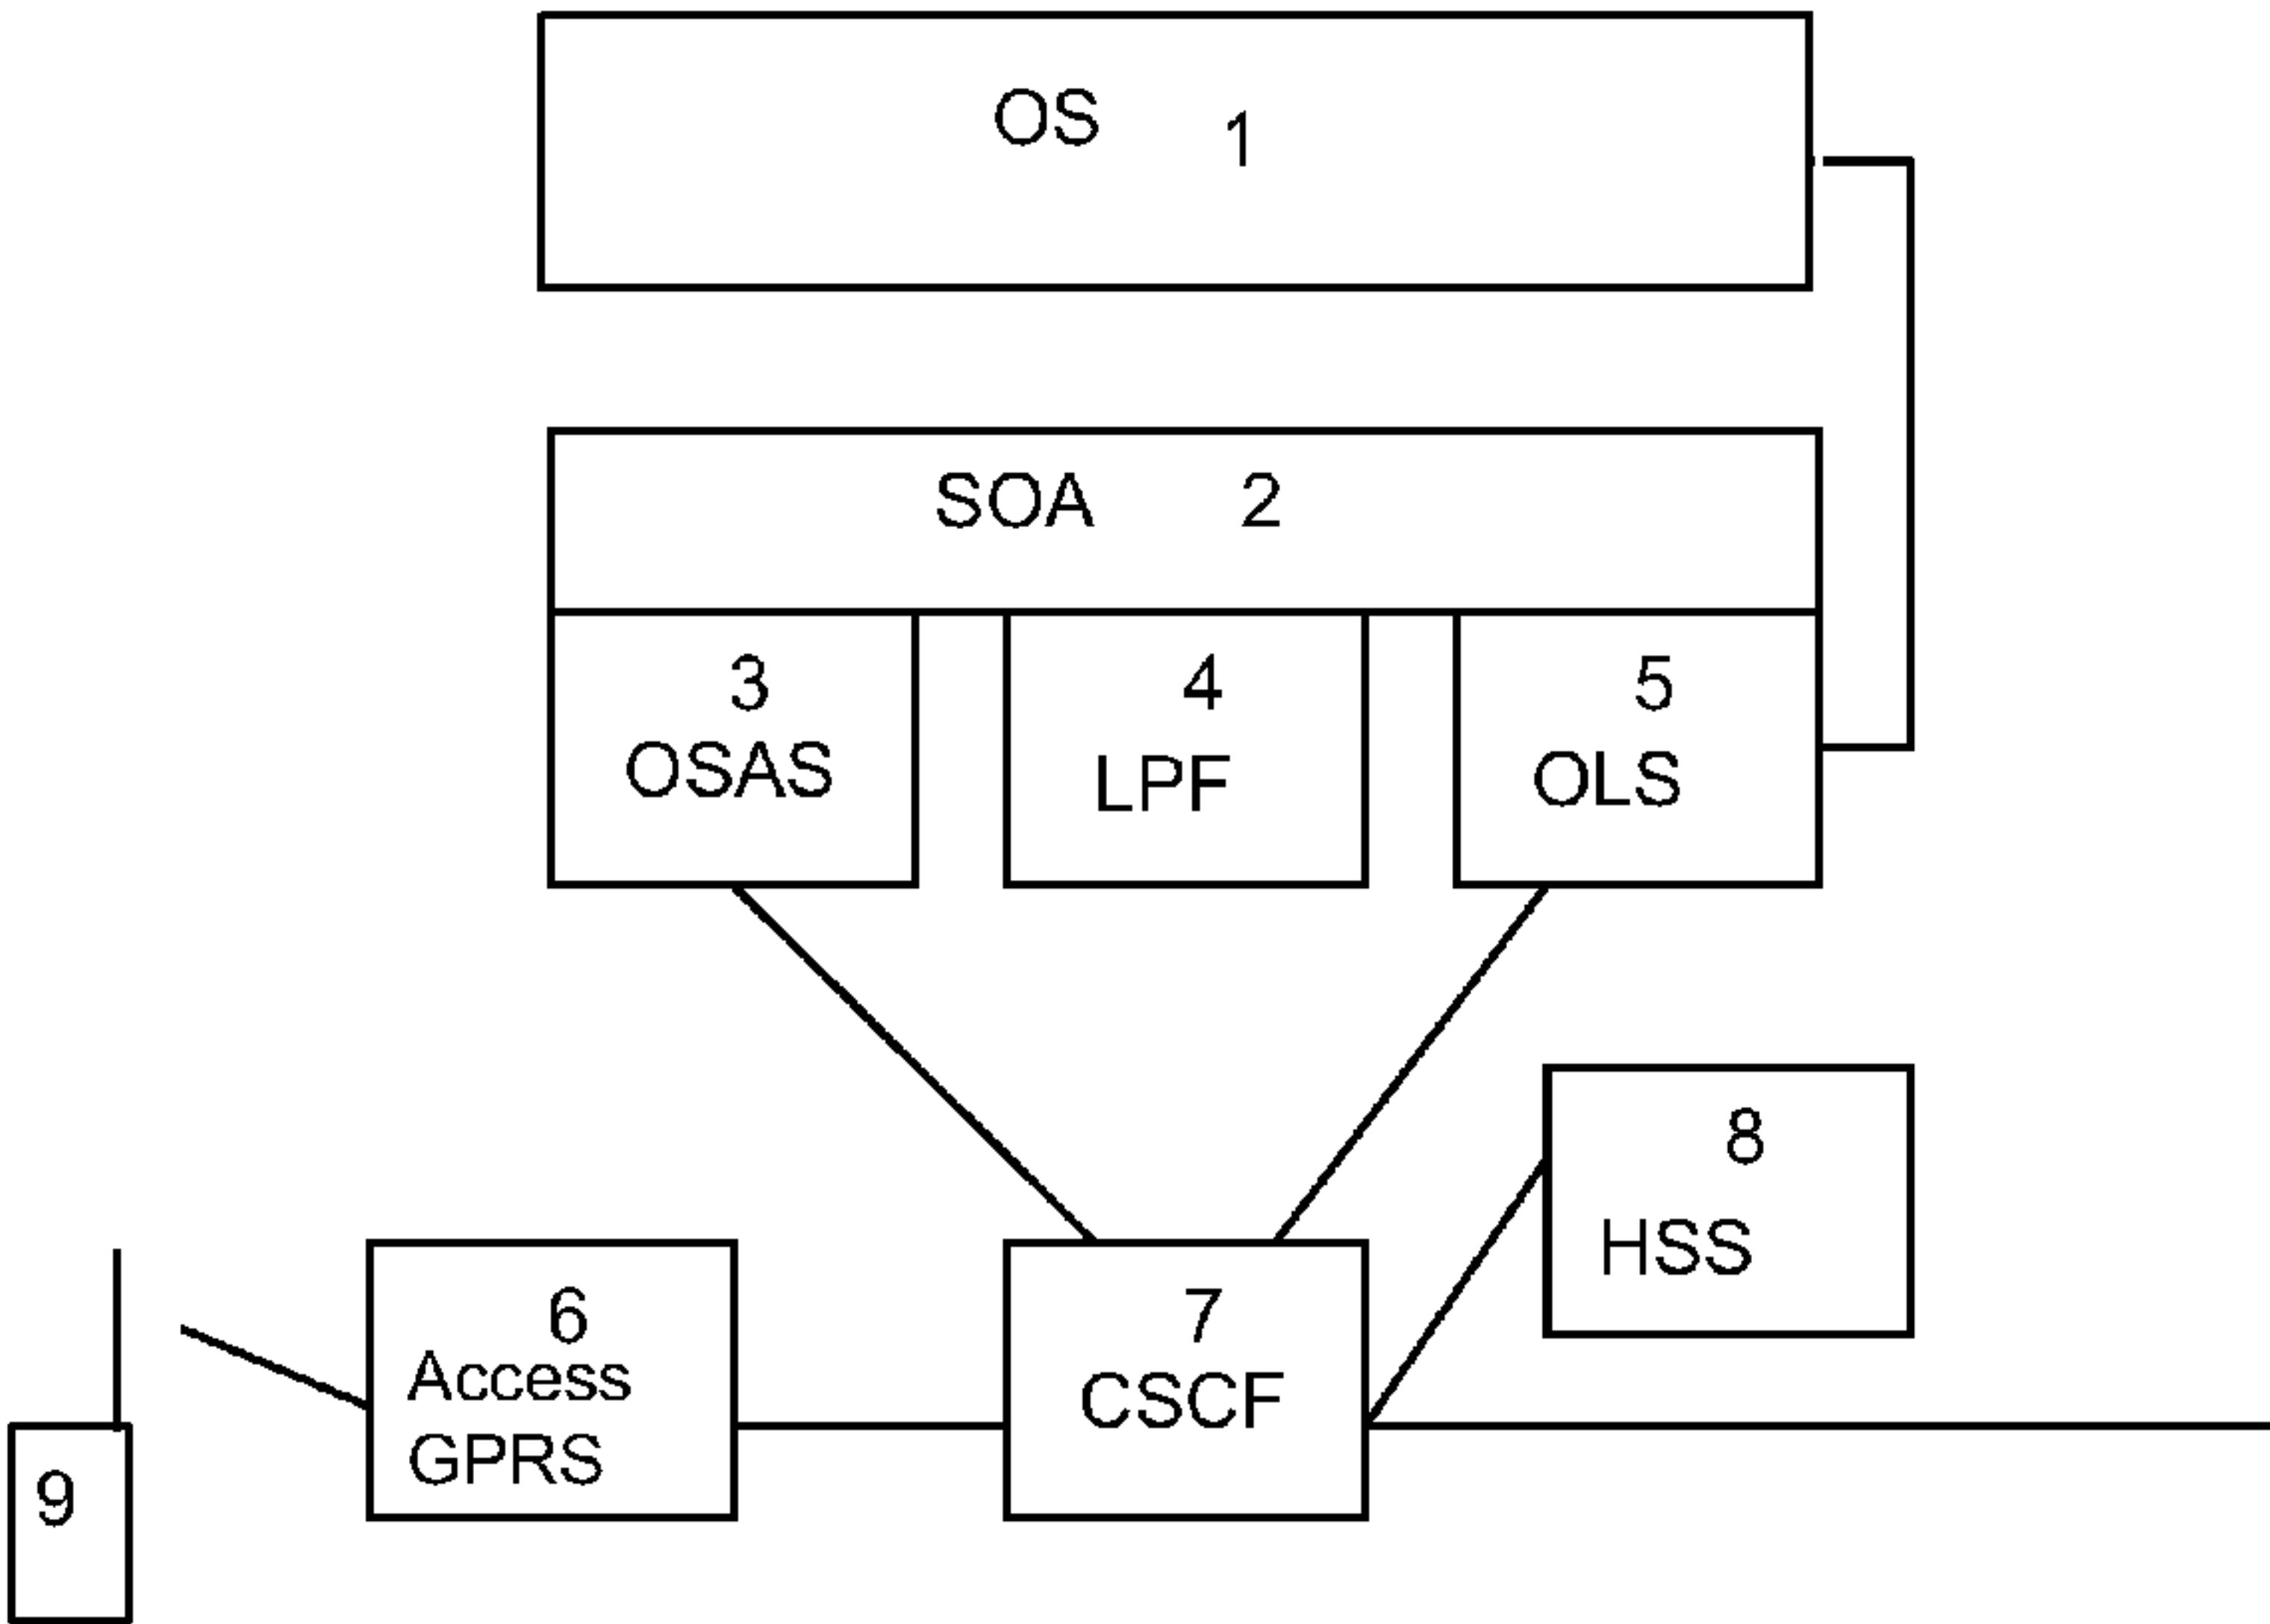 OS 1
SOA 2
3
OSAS
4
LPF
5
OLS
8
HSS
6
Access
GPRS
7
CSCF
9